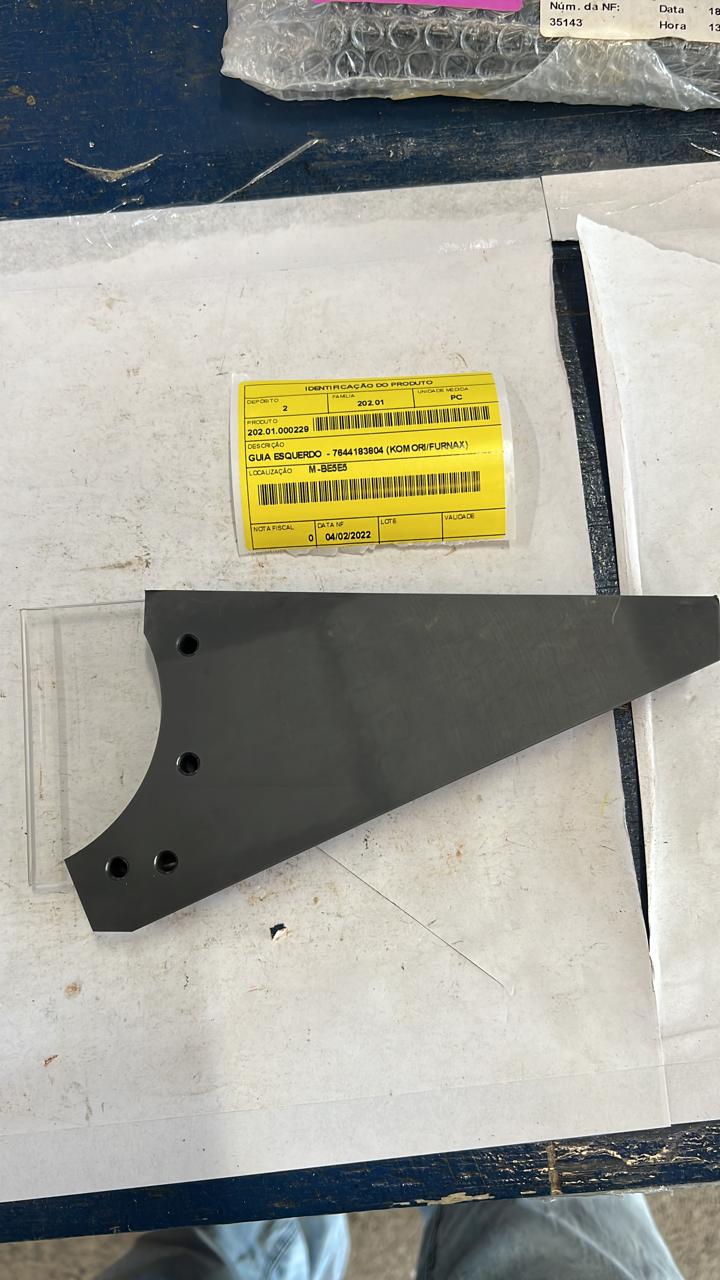 Núm. da NF: Data 18
35143 Hora 13
IDENTIFICAÇÃO DO PRODUTO
DEPÓSITO FAMÍLIA UNIDADE MEDIDA
2 202.01 PC
PRODUTO
202.01.000229
DESCRIÇÃO
GUIA ESQUERDO - 7644183804 (KOMORI/FURNAX)
LOCALIZAÇÃO M-BE5E5
NOTA FISCAL DATA NF LOTE VALIDADE
0 04/02/2022